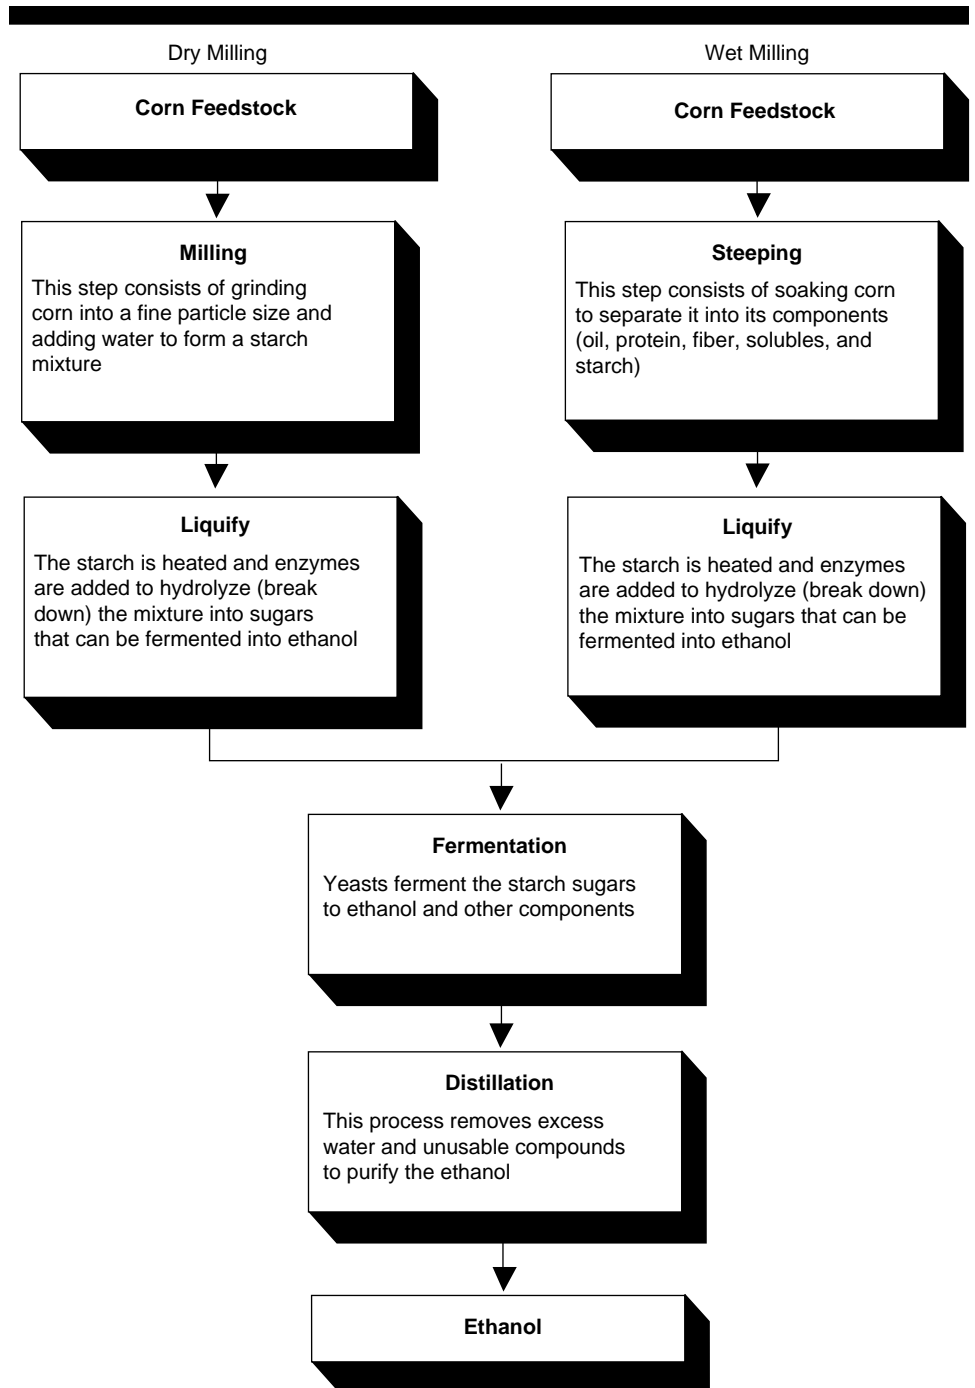 Dry Milling
Corn Feedstock
Milling
This step consists of grinding
corn into a fine particle size and
adding water to form a starch
mixture
Liquify
The starch is heated and enzymes
are added to hydrolyze (break
down) the mixture into sugars
that can be fermented into ethanol
Wet Milling
Corn Feedstock
Steeping
This step consists of soaking corn
to separate it into its components
(oil, protein, fiber, solubles, and
starch)
Liquify
The starch is heated and enzymes
are added to hydrolyze (break down)
the mixture into sugars that can be
fermented into ethanol
Fermentation
Yeasts ferment the starch sugars
to ethanol and other components
Distillation
This process removes excess
water and unusable compounds
to purify the ethanol
Ethanol